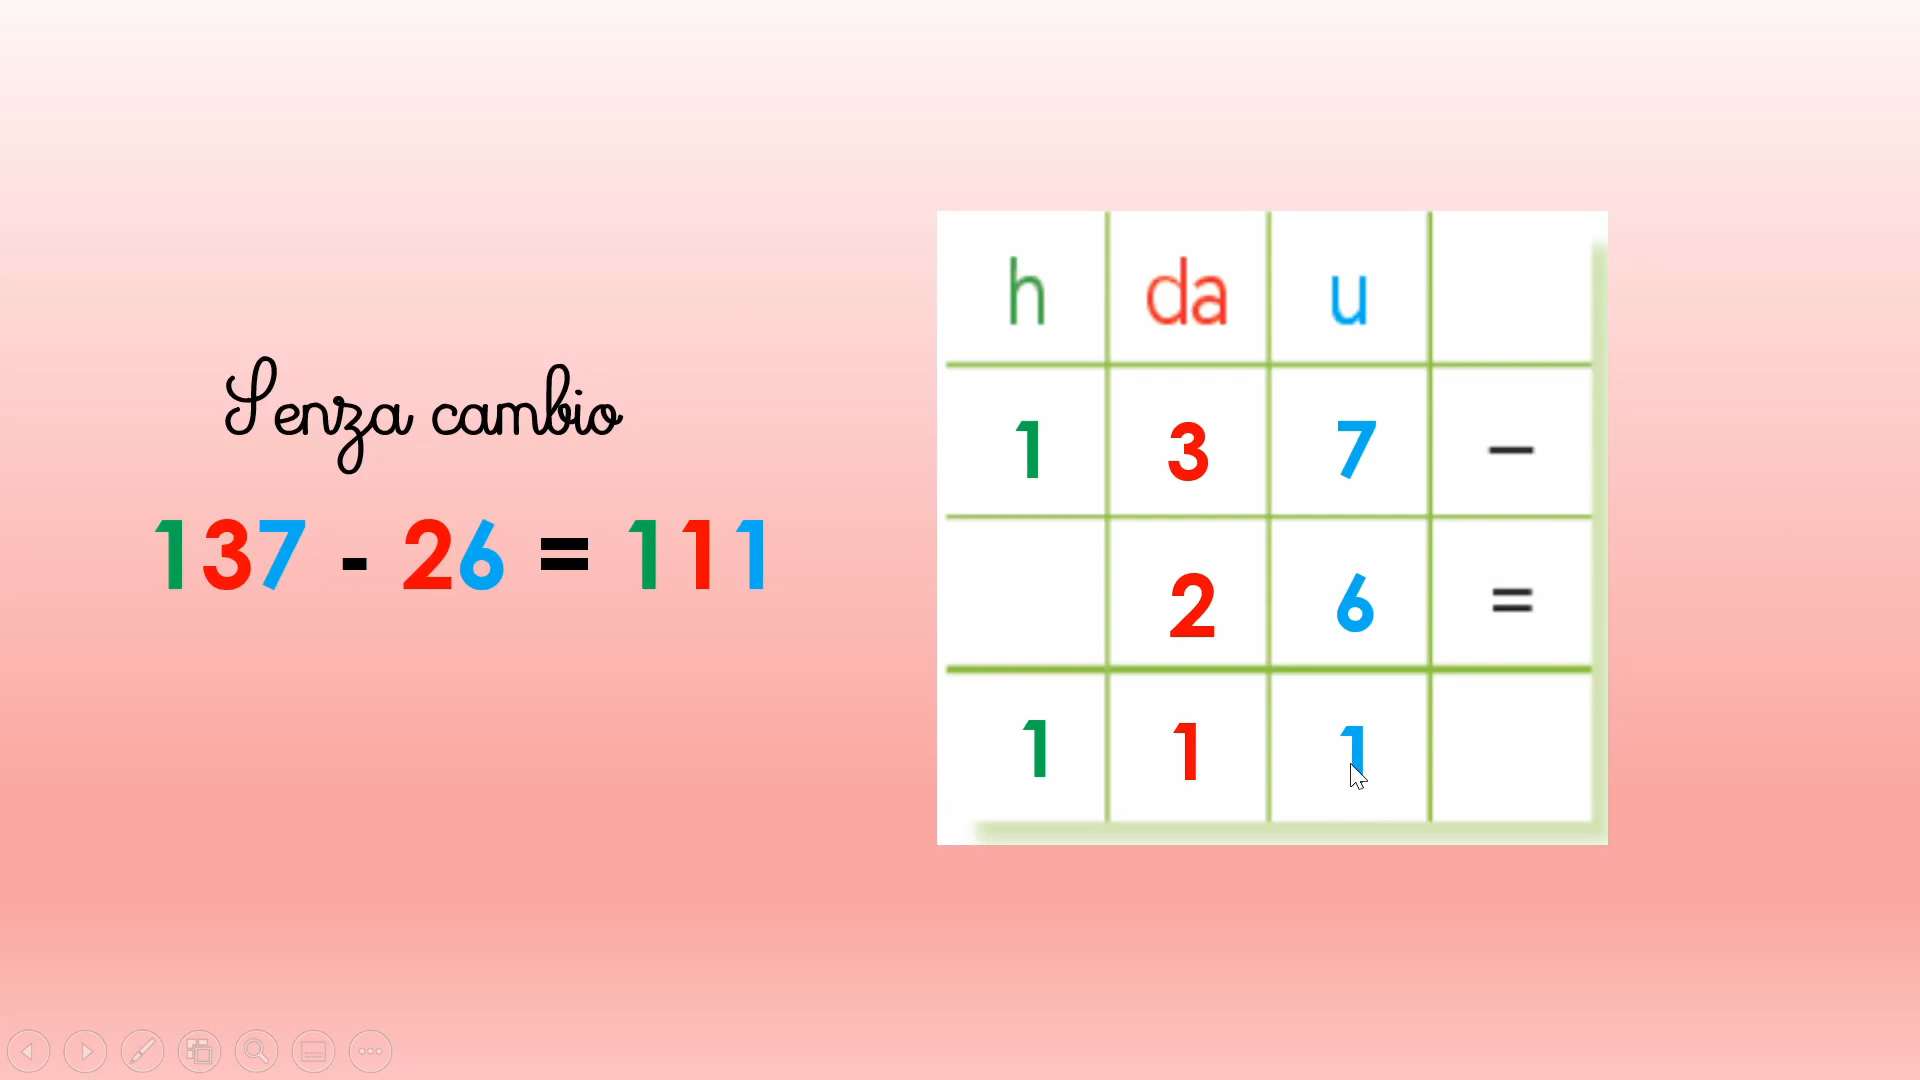 Senza cambio
137 - 26 = 111
h da u
1 3 7 −
2 6 =
1 1 1